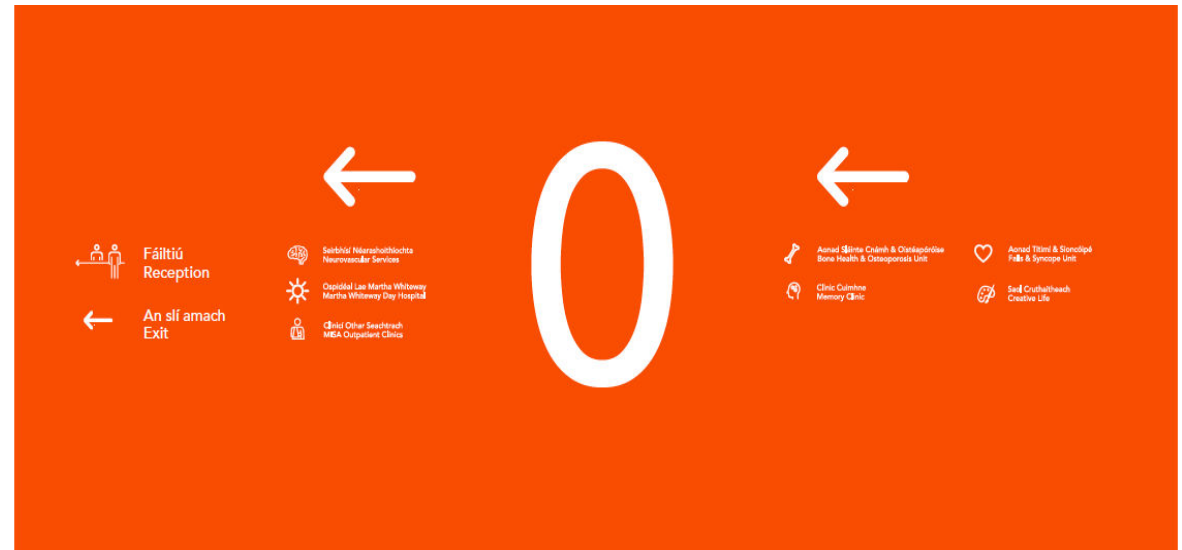 Fáiltiú
Reception
An slí amach
Exit
Seirbhísí Néarashoithíochta
Neurovascular Services
Ospidéal Lae Martha Whiteway
Martha Whiteway Day Hospital
Clinicí Othar Seachtrach
MISA Outpatient Clinics
0
Aonad Sláinte Cnámh & Oistéapóróise
Bone Health & Osteoporosis Unit
Clinic Cuimhne
Memory Clinic
Aonad Titimí & Sioncóipé
Falls & Syncope Unit
Saol Cruthaitheach
Creative Life